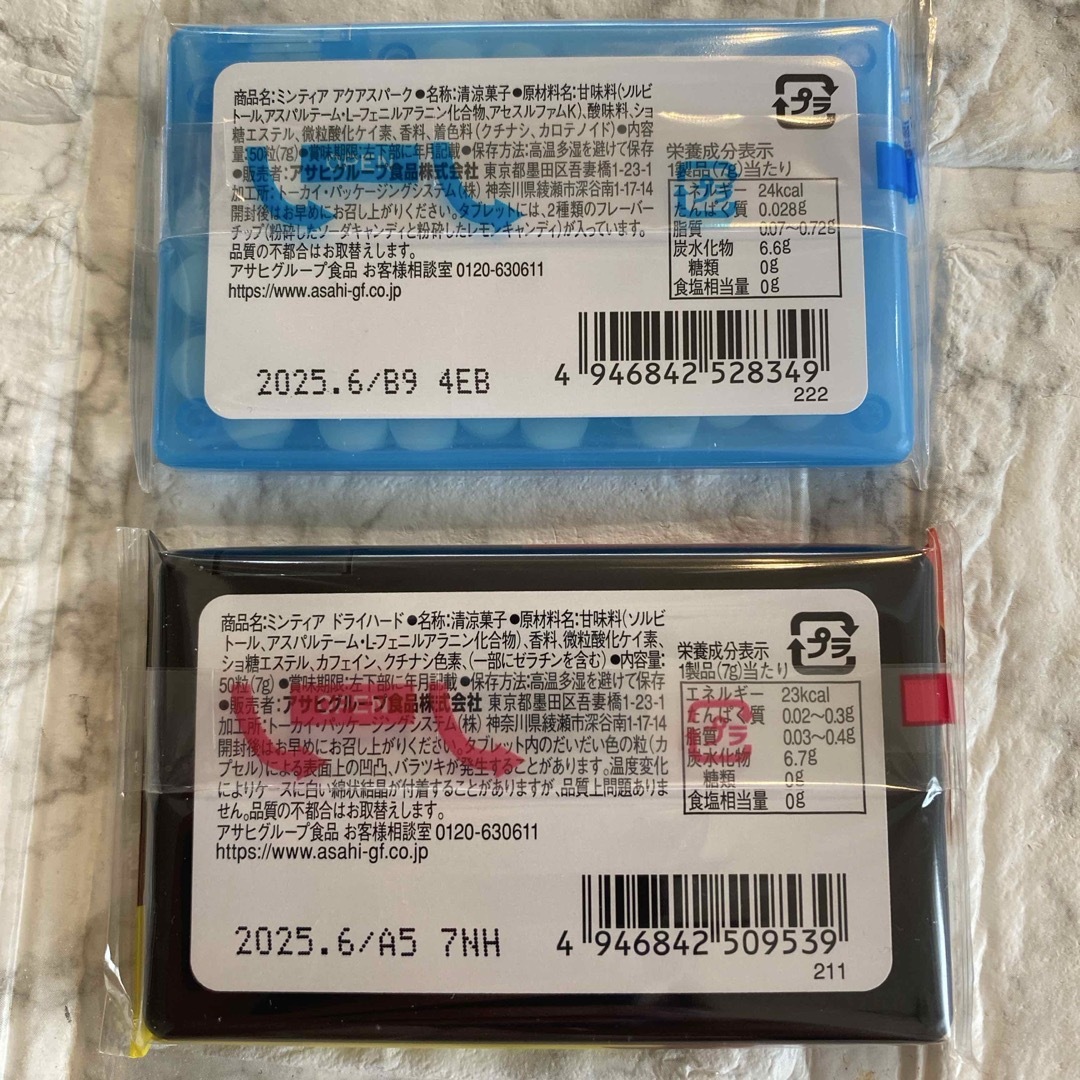 商品名:ミンティア アクアスパーク●名称:清涼菓子●原材料名:甘味料(ソルビ
トール、アスパルテーム・L-フェニルアラニン化合物、アセスルファムK)、酸味料、ショ
糖エステル、微粒酸化ケイ素、香料、着色料(クチナシ、カロテノイド)●内容
量:50粒(7g)●賞味期限:左下部に年月記載●保存方法:高温多湿を避けて保存
●販売者:アサヒグループ食品株式会社 東京都墨田区吾妻橋1-23-1
加工所:トーカイ・パッケージングシステム(株) 神奈川県綾瀬市深谷南1-17-14
開封後はお早めにお召し上がりください。タブレットには、2種類のフレーバー
チップ(粉砕したソーダキャンディと粉砕したレモンキャンディ)が入っています。
品質の不都合はお取替えします。
アサヒグループ食品 お客様相談室 0120-630611
https://www.asahi-gf.co.jp
プラ
栄養成分表示
1製品(7g)当たり
エネルギー 24kcal
たんぱく質 0.028g
脂質 0.07〜0.72g
炭水化物 6.6g
糖類 0g
食塩相当量 0g
2025.6/B9 4EB
4 946842 528349
222
商品名:ミンティア ドライハード●名称:清涼菓子●原材料名:甘味料(ソルビ
トール、アスパルテーム・L-フェニルアラニン化合物)、香料、微粒酸化ケイ素、
ショ糖エステル、カフェイン、クチナシ色素、(一部にゼラチンを含む)●内容量:
50粒(7g)●賞味期限:左下部に年月記載●保存方法:高温多湿を避けて保存
●販売者:アサヒグループ食品株式会社 東京都墨田区吾妻橋1-23-1
加工所:トーカイ・パッケージングシステム(株) 神奈川県綾瀬市深谷南1-17-14
開封後はお早めにお召し上がりください。タブレット内のだいだい色の粒(カ
プセル)による表面上の凹凸、バラツキが発生することがあります。温度変化
によりケースに白い綿状結晶が付着することがありますが、品質上問題ありま
せん。品質の不都合はお取替えします。
アサヒグループ食品 お客様相談室 0120-630611
https://www.asahi-gf.co.jp
プラ
栄養成分表示
1製品(7g)当たり
エネルギー 23kcal
たんぱく質 0.02〜0.3g
脂質 0.03〜0.4g
炭水化物 6.7g
糖類 0g
食塩相当量 0g
プラ
2025.6/A5 7NH
4 946842 509539
211